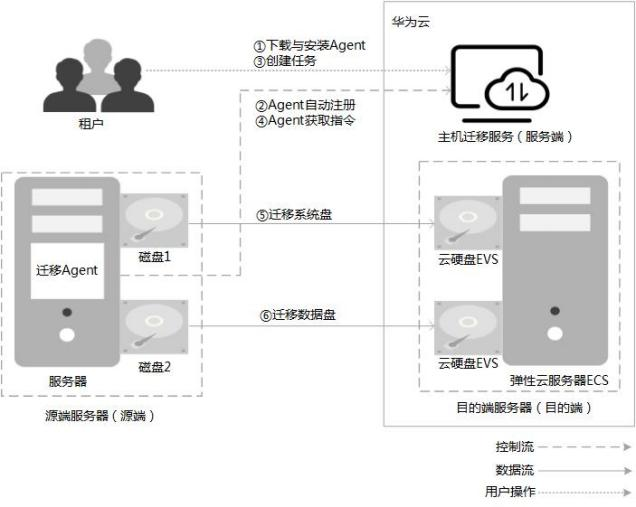 华为云
①下载与安装Agent
③创建任务
租户
②Agent自动注册
④Agent获取指令
主机迁移服务（服务端）
⑤迁移系统盘
磁盘1
云硬盘EVS
迁移Agent
⑥迁移数据盘
磁盘2
云硬盘EVS
服务器
弹性云服务器ECS
源端服务器（源端）
目的端服务器（目的端）
控制流
数据流
用户操作